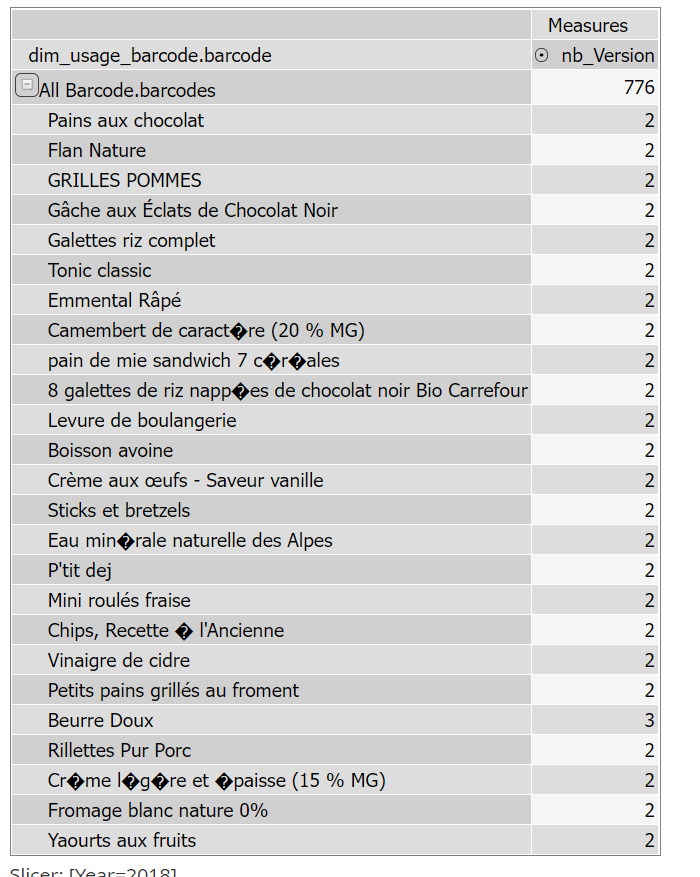 Measures
dim_usage_barcode.barcode nb_Version
All Barcode.barcodes 776
Pains aux chocolat 2
Flan Nature 2
GRILLES POMMES 2
Gâche aux Éclats de Chocolat Noir 2
Galettes riz complet 2
Tonic classic 2
Emmental Râpé 2
Camembert de caract�re (20 % MG) 2
pain de mie sandwich 7 c�r�ales 2
8 galettes de riz napp�es de chocolat noir Bio Carrefour 2
Levure de boulangerie 2
Boisson avoine 2
Crème aux œufs - Saveur vanille 2
Sticks et bretzels 2
Eau min�rale naturelle des Alpes 2
P'tit dej 2
Mini roulés fraise 2
Chips, Recette � l'Ancienne 2
Vinaigre de cidre 2
Petits pains grillés au froment 2
Beurre Doux 3
Rillettes Pur Porc 2
Cr�me l�g�re et �paisse (15 % MG) 2
Fromage blanc nature 0% 2
Yaourts aux fruits 2
Slicer: [Year=2018]